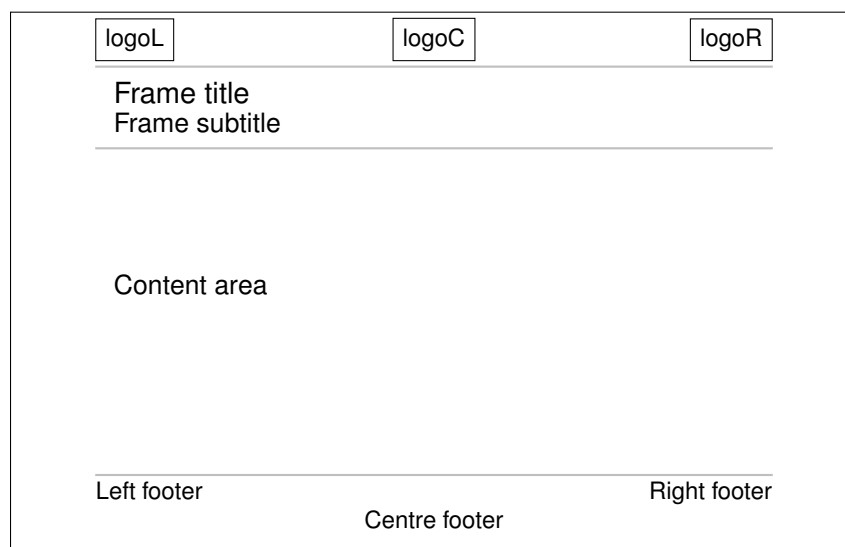 logoL logoC logoR
Frame title
Frame subtitle
Content area
Left footer Right footer
Centre footer